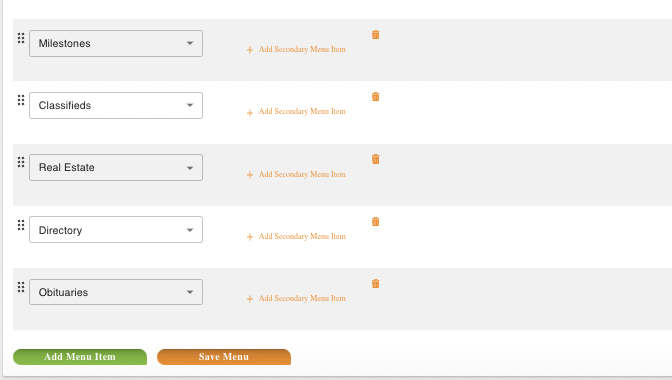 Milestones
+ Add Secondary Menu Item
Classifieds
+ Add Secondary Menu Item
Real Estate
+ Add Secondary Menu Item
Directory
+ Add Secondary Menu Item
Obituaries
+ Add Secondary Menu Item
Add Menu Item Save Menu